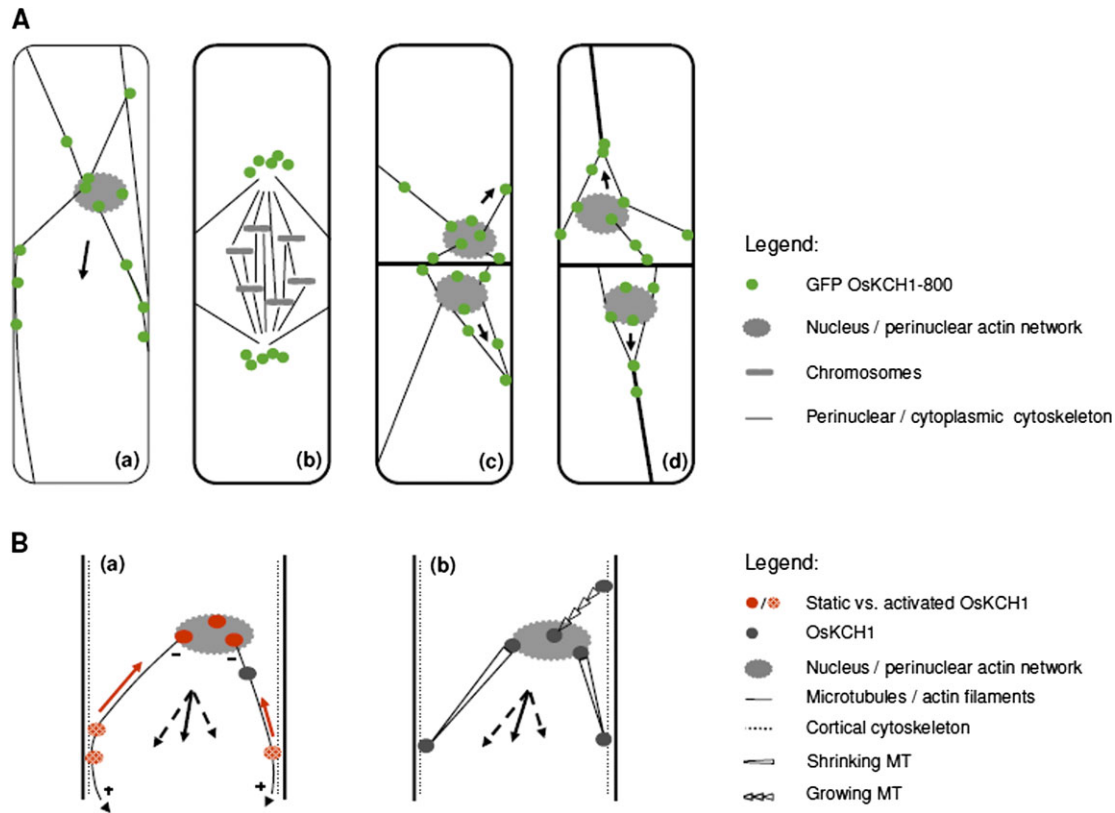 A
(a)
(b)
(c)
(d)
Legend:
GFP OsKCH1-800
Nucleus / perinuclear actin network
Chromosomes
Perinuclear / cytoplasmic cytoskeleton
B
(a)
(b)
- -
+ +
Legend:
/ Static vs. activated OsKCH1
OsKCH1
Nucleus / perinuclear actin network
Microtubules / actin filaments
Cortical cytoskeleton
Shrinking MT
Growing MT